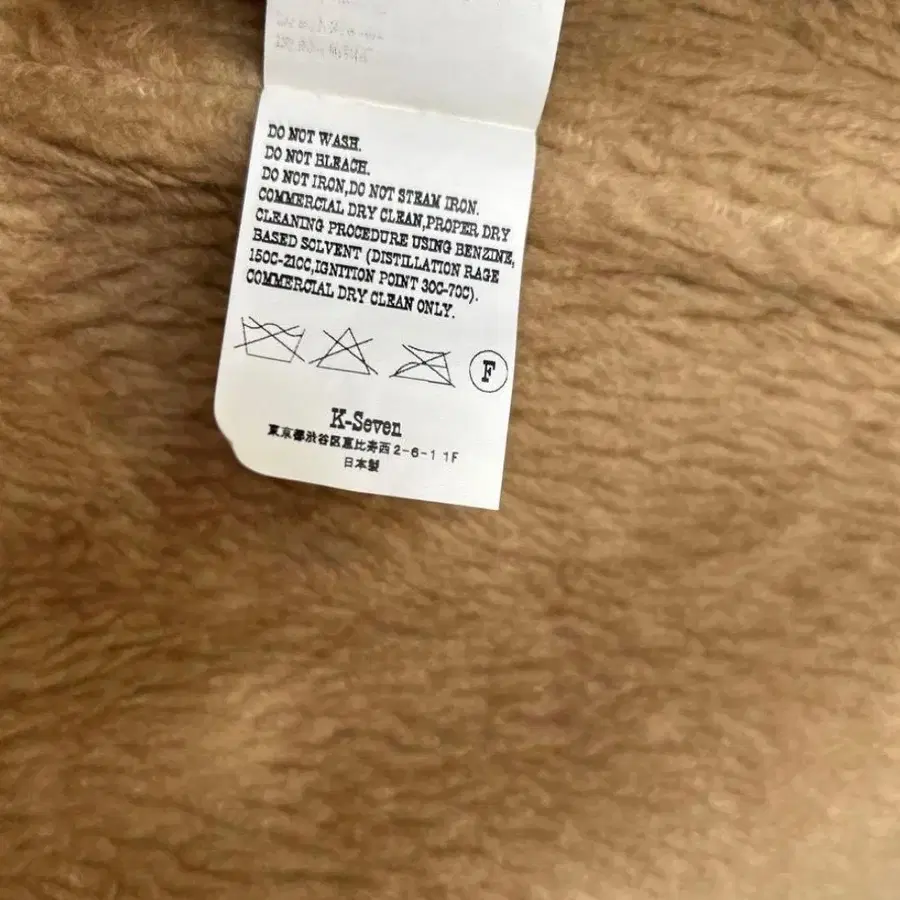 DO NOT WASH.
DO NOT BLEACH.
DO NOT IRON,DO NOT STEAM IRON.
COMMERCIAL DRY CLEAN,PROPER DRY
CLEANING PROCEDURE USING BENZINE,
BASED SOLVENT (DISTILLATION RAGE
150C-210C,IGNITION POINT 30C-70C).
COMMERCIAL DRY CLEAN ONLY.
F
K-Seven
東京都渋谷区恵比寿西2-6-1 1F
日本製